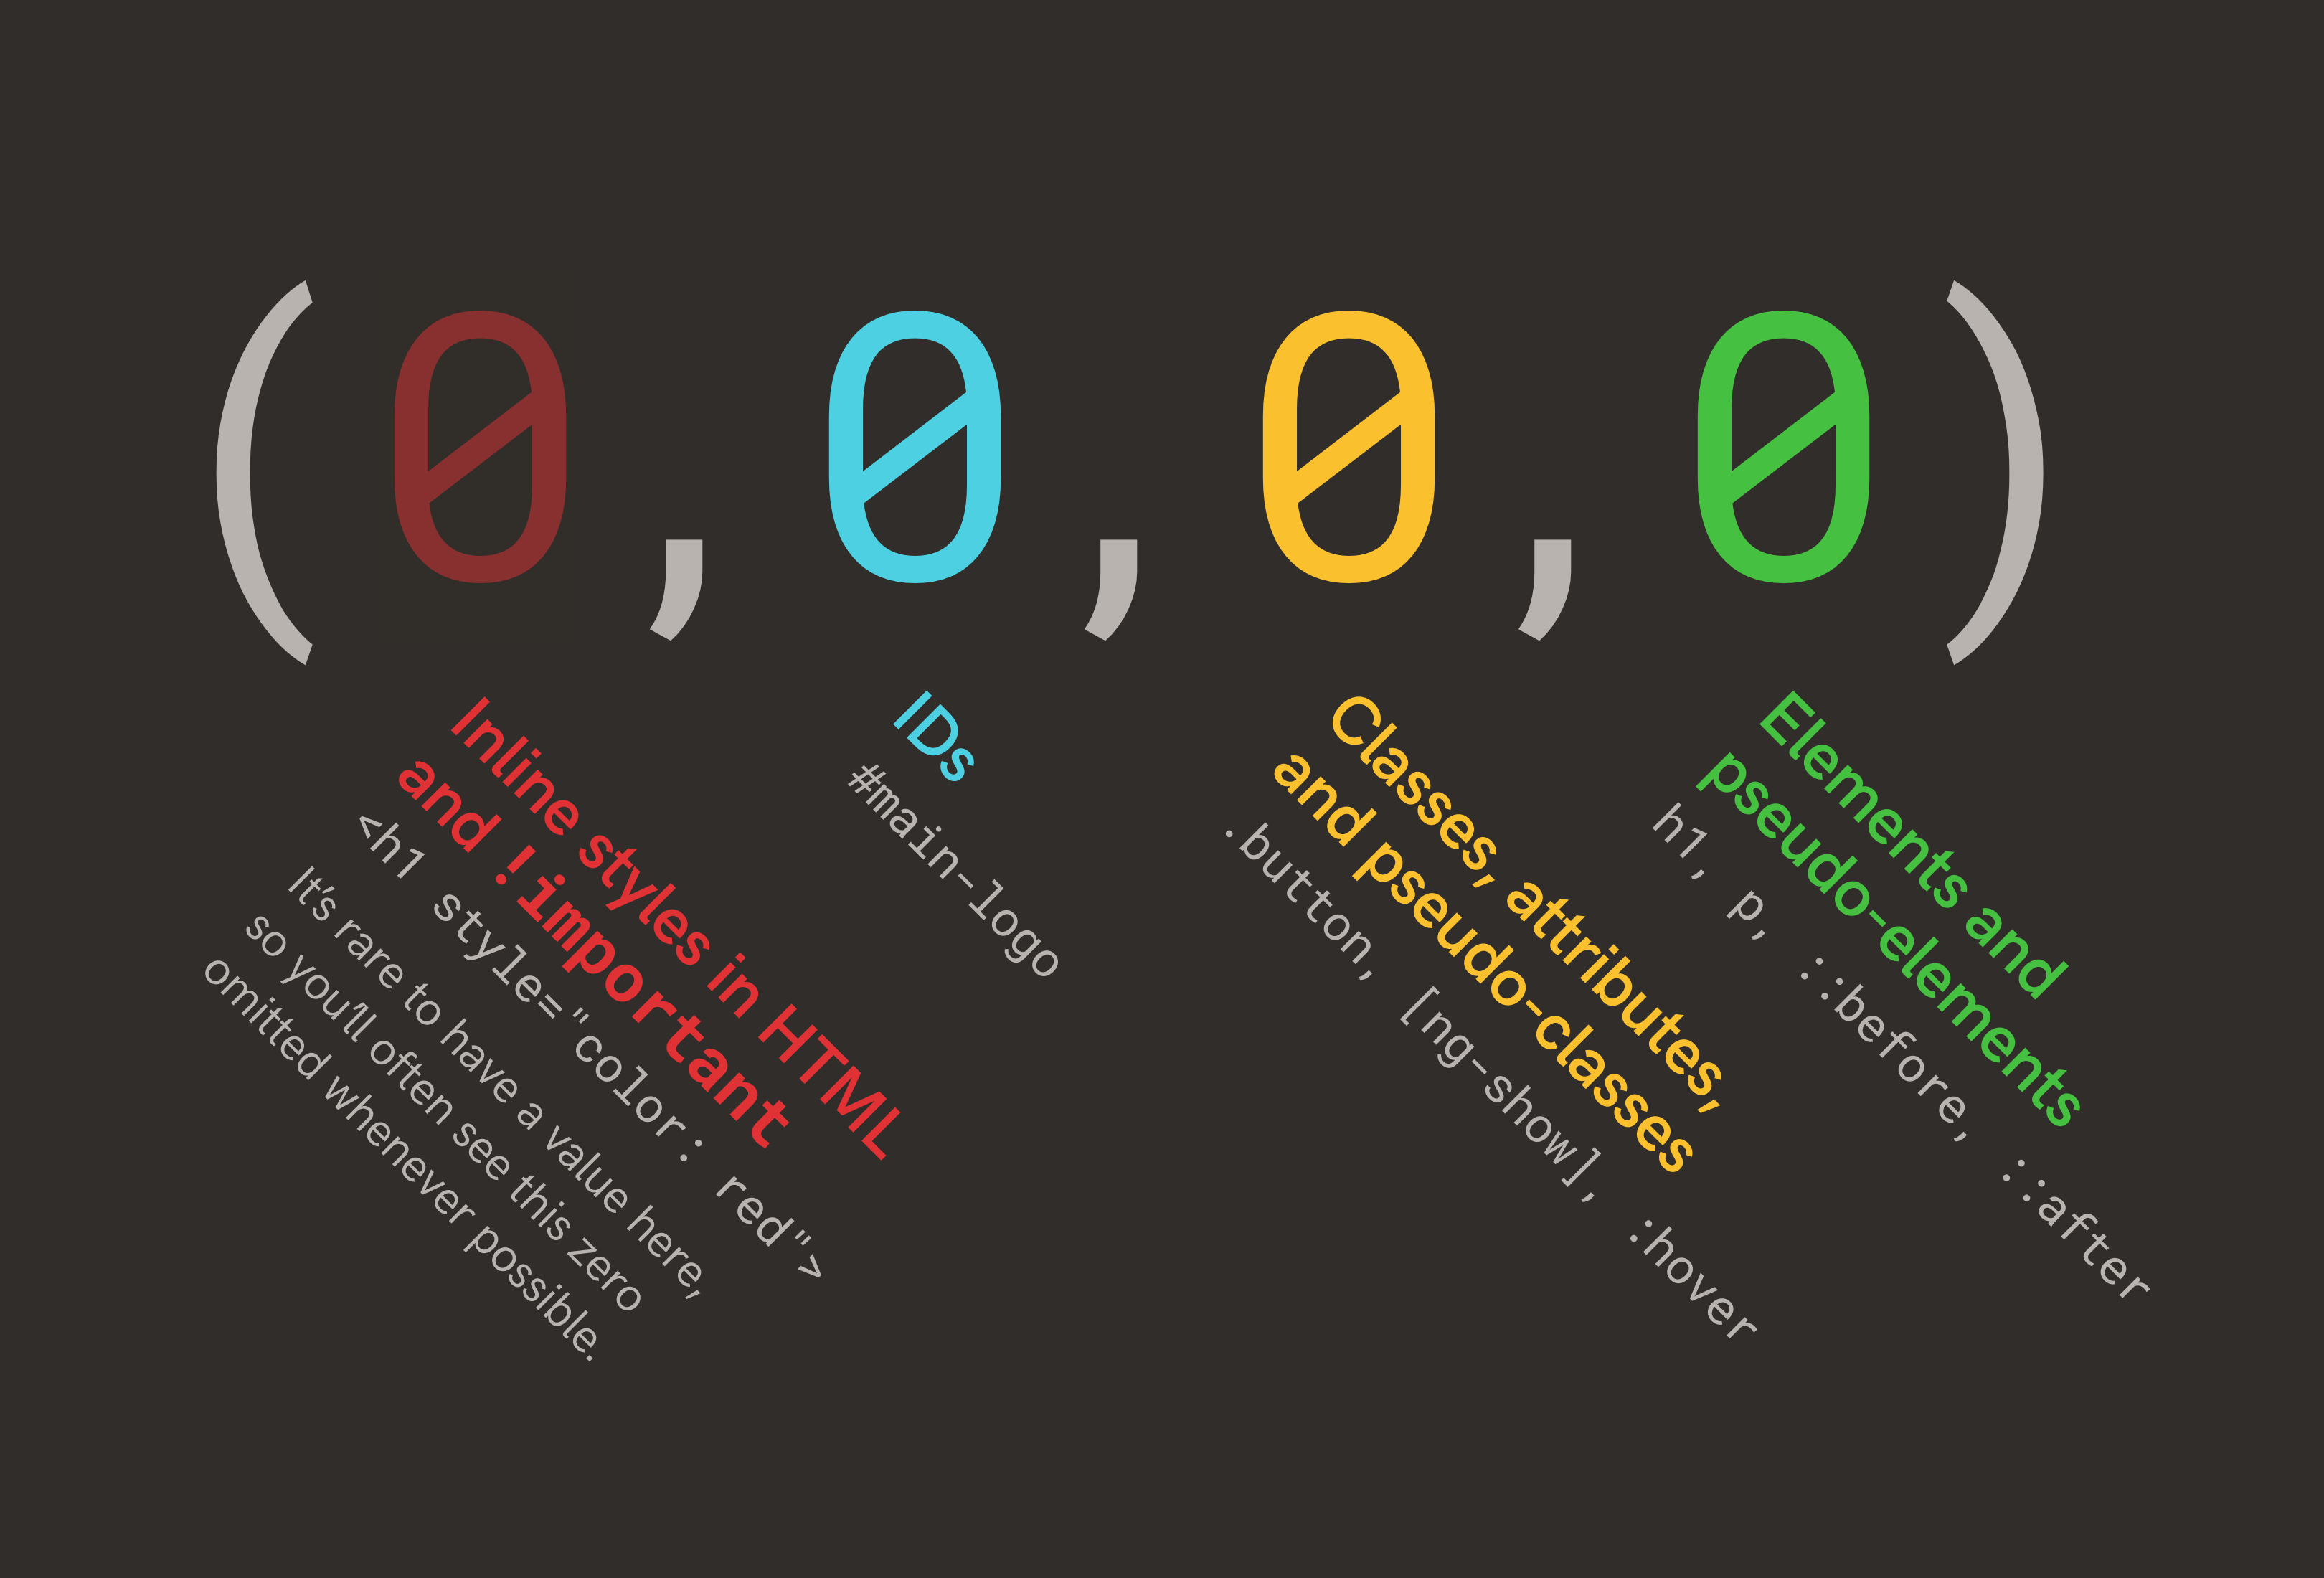 (0, 0, 0, 0)
Inline styles in HTML
and !important
<h1 style="color: red">
It's rare to have a value here,
so you'll often see this zero
omitted whenever possible.
IDs
#main-logo
Classes, attributes,
and pseudo-classes
.button, [ng-show], :hover
Elements and
pseudo-elements
h1, p, ::before, ::after